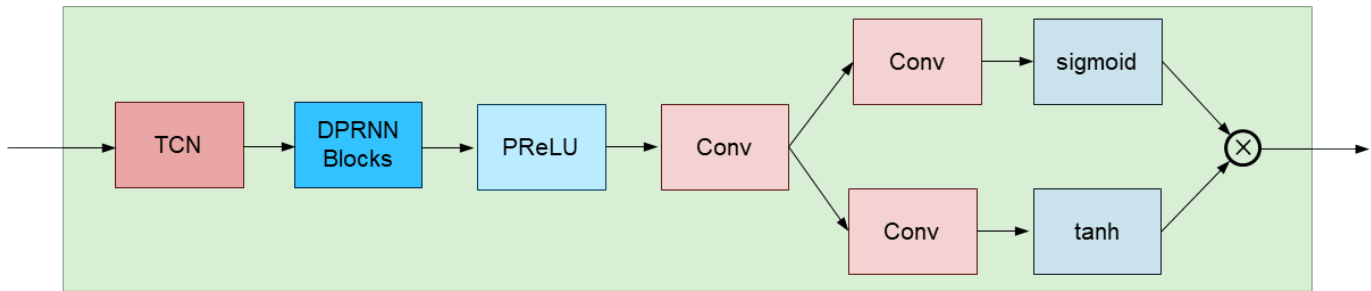 TCN
DPRNN
Blocks
PReLU
Conv
Conv
sigmoid
Conv
tanh